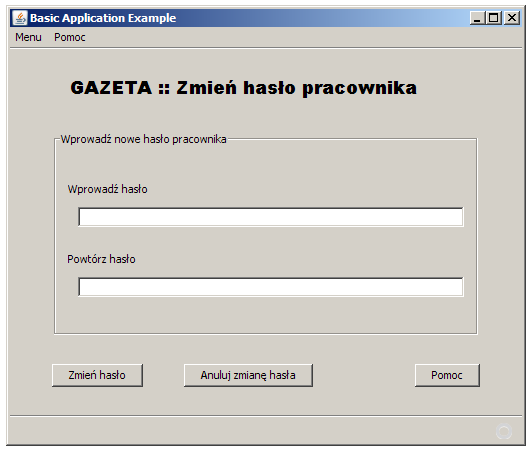 Basic Application Example
Menu Pomoc
GAZETA :: Zmień hasło pracownika
Wprowadź nowe hasło pracownika
Wprowadź hasło
Powtórz hasło
Zmień hasło Anuluj zmianę hasła Pomoc